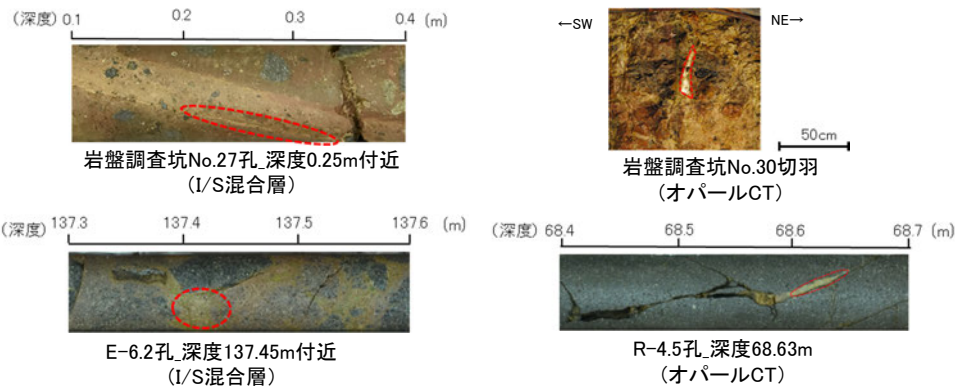 (深度) 0.1 0.2 0.3 0.4 (m)
岩盤調査坑No.27孔_深度0.25m付近
(I/S混合層)
←SW NE→
50cm
岩盤調査坑No.30切羽
(オパールCT)
(深度) 137.3 137.4 137.5 137.6 (m)
E-6.2孔_深度137.45m付近
(I/S混合層)
(深度) 68.4 68.5 68.6 68.7 (m)
R-4.5孔_深度68.63m
(オパールCT)